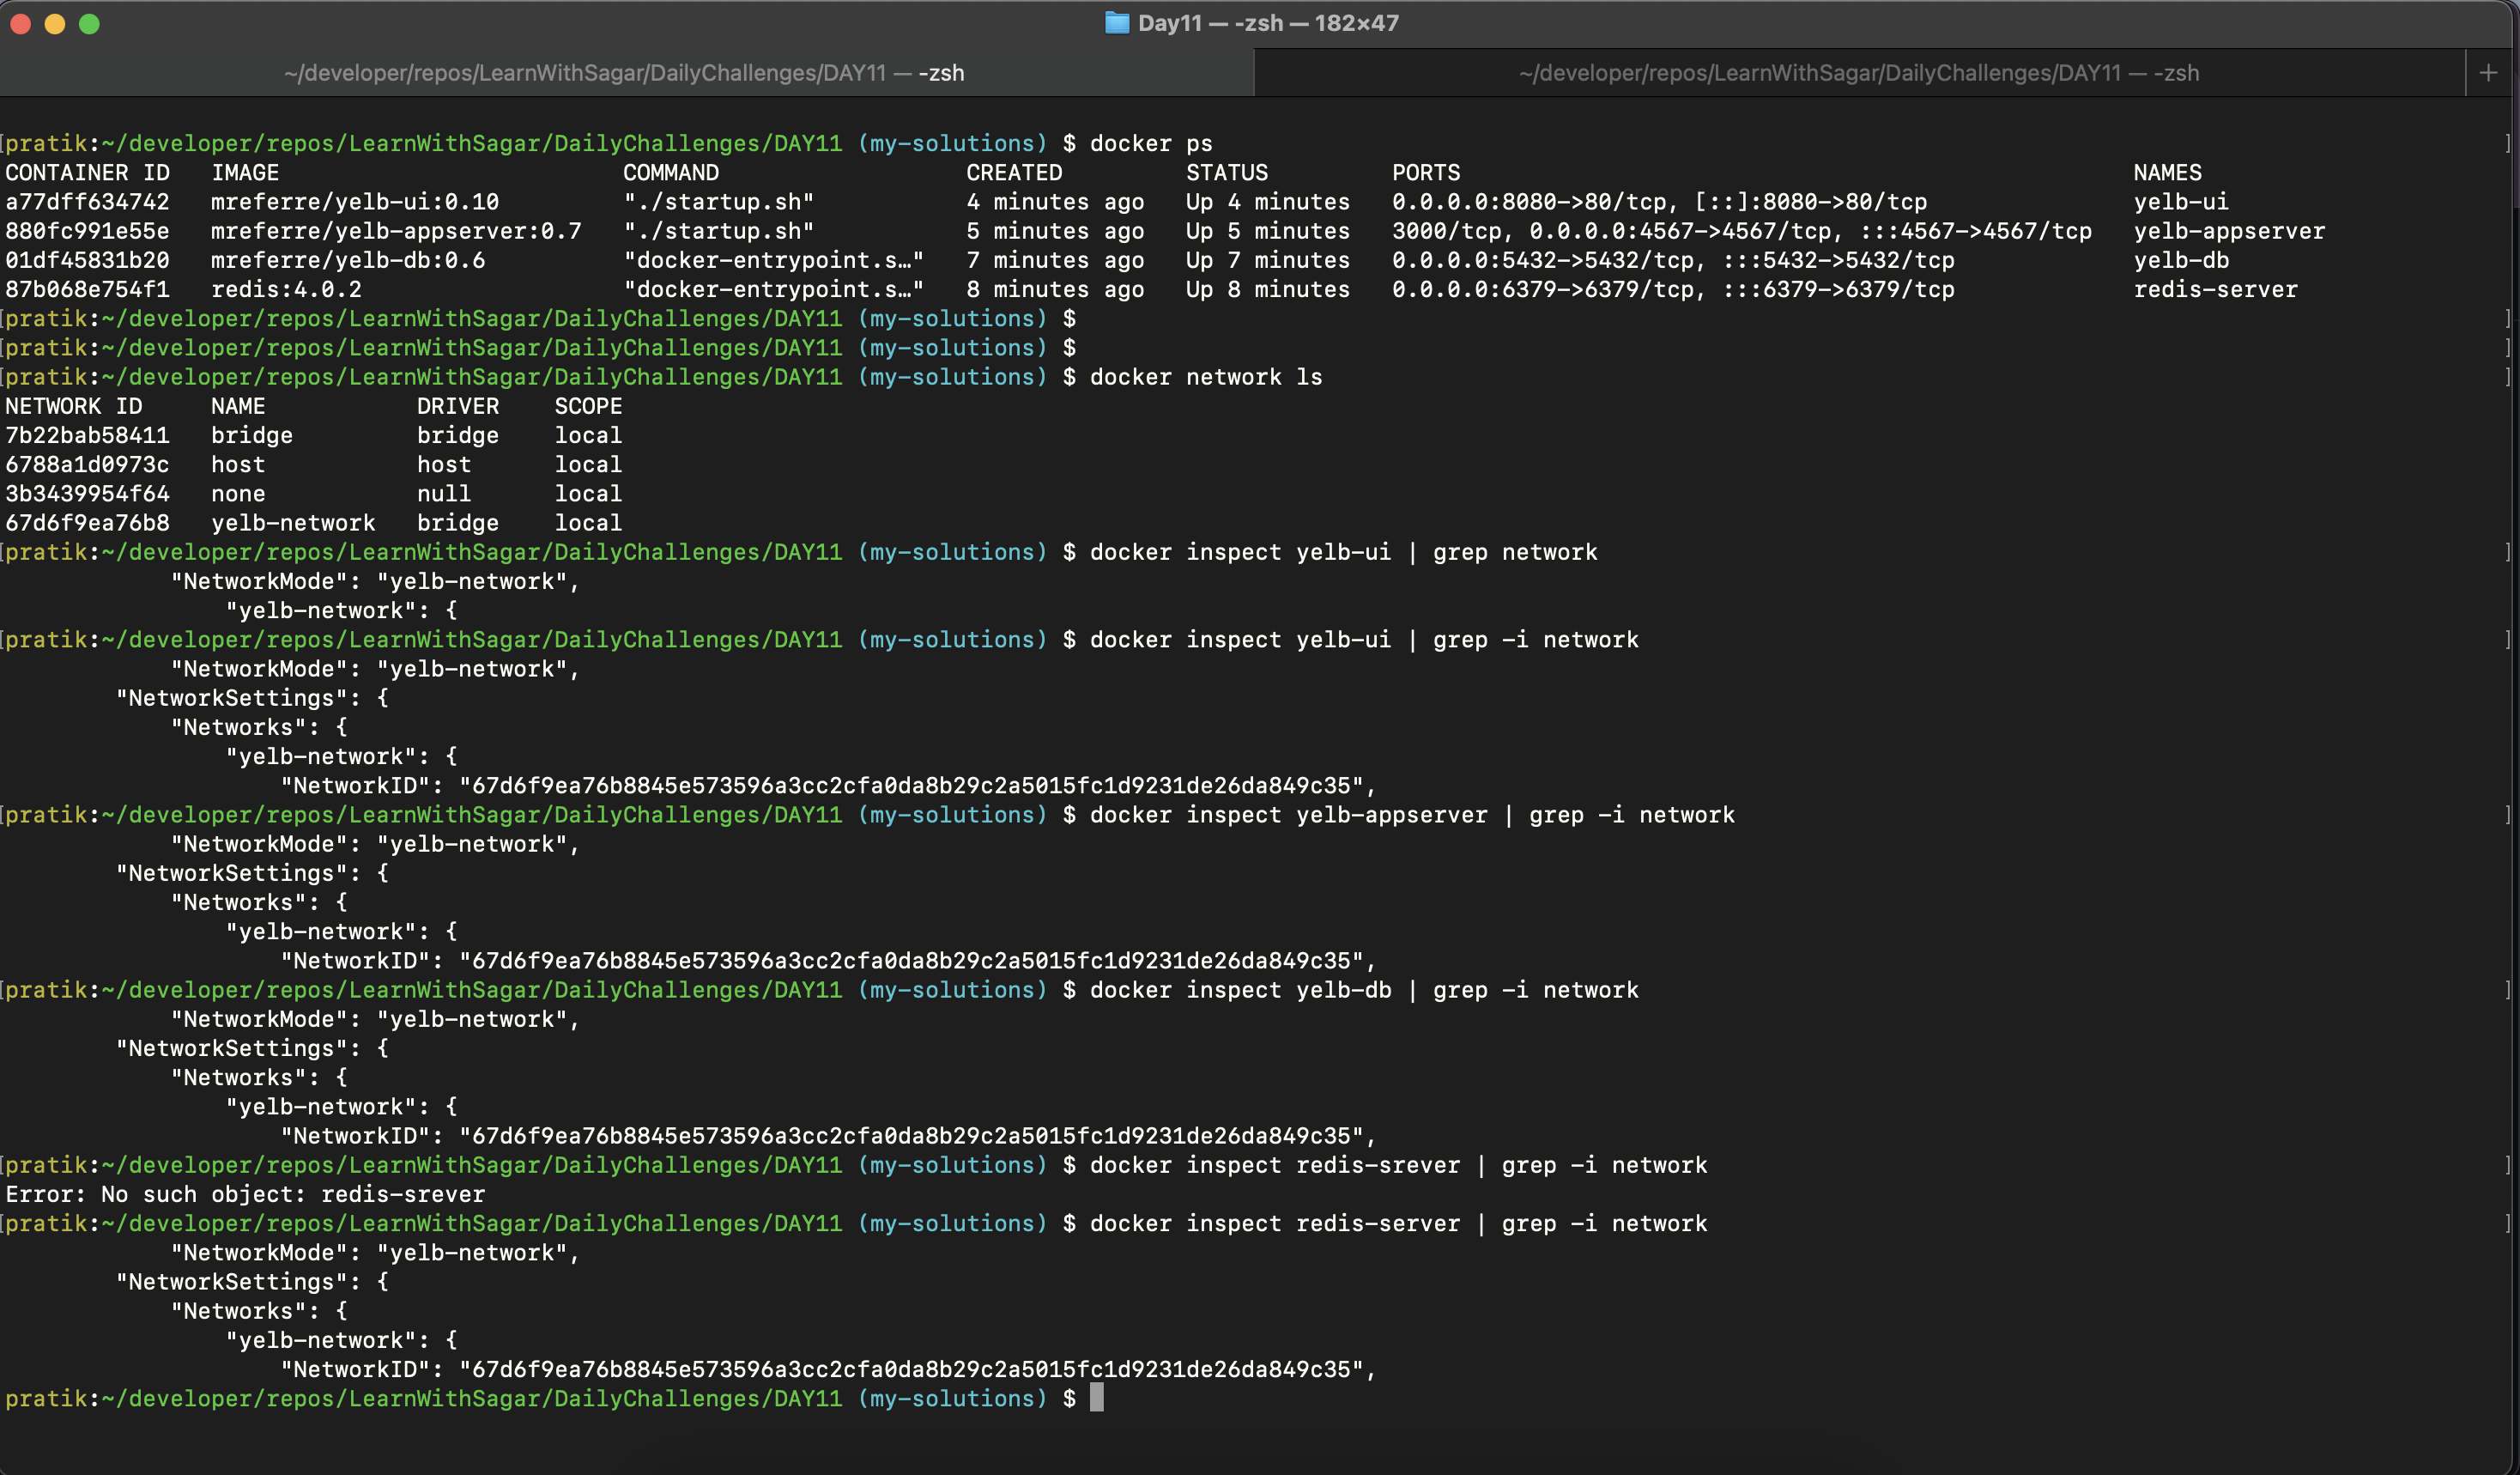 Day11 — -zsh — 182×47
~/developer/repos/LearnWithSagar/DailyChallenges/DAY11 — -zsh
~/developer/repos/LearnWithSagar/DailyChallenges/DAY11 — -zsh
+
[pratik:~/developer/repos/LearnWithSagar/DailyChallenges/DAY11 (my-solutions) $ docker ps ]
CONTAINER ID   IMAGE                         COMMAND                  CREATED         STATUS         PORTS                                                 NAMES
a77dff634742   mreferre/yelb-ui:0.10         "./startup.sh"           4 minutes ago   Up 4 minutes   0.0.0.0:8080->80/tcp, [::]:8080->80/tcp               yelb-ui
880fc991e55e   mreferre/yelb-appserver:0.7   "./startup.sh"           5 minutes ago   Up 5 minutes   3000/tcp, 0.0.0.0:4567->4567/tcp, :::4567->4567/tcp   yelb-appserver
01df45831b20   mreferre/yelb-db:0.6          "docker-entrypoint.s…"   7 minutes ago   Up 7 minutes   0.0.0.0:5432->5432/tcp, :::5432->5432/tcp             yelb-db
87b068e754f1   redis:4.0.2                   "docker-entrypoint.s…"   8 minutes ago   Up 8 minutes   0.0.0.0:6379->6379/tcp, :::6379->6379/tcp             redis-server
[pratik:~/developer/repos/LearnWithSagar/DailyChallenges/DAY11 (my-solutions) $ ]
[pratik:~/developer/repos/LearnWithSagar/DailyChallenges/DAY11 (my-solutions) $ ]
[pratik:~/developer/repos/LearnWithSagar/DailyChallenges/DAY11 (my-solutions) $ docker network ls ]
NETWORK ID     NAME           DRIVER    SCOPE
7b22bab58411   bridge         bridge    local
6788a1d0973c   host           host      local
3b3439954f64   none           null      local
67d6f9ea76b8   yelb-network   bridge    local
[pratik:~/developer/repos/LearnWithSagar/DailyChallenges/DAY11 (my-solutions) $ docker inspect yelb-ui | grep network ]
            "NetworkMode": "yelb-network",
                "yelb-network": {
[pratik:~/developer/repos/LearnWithSagar/DailyChallenges/DAY11 (my-solutions) $ docker inspect yelb-ui | grep -i network ]
            "NetworkMode": "yelb-network",
        "NetworkSettings": {
            "Networks": {
                "yelb-network": {
                    "NetworkID": "67d6f9ea76b8845e573596a3cc2cfa0da8b29c2a5015fc1d9231de26da849c35",
[pratik:~/developer/repos/LearnWithSagar/DailyChallenges/DAY11 (my-solutions) $ docker inspect yelb-appserver | grep -i network ]
            "NetworkMode": "yelb-network",
        "NetworkSettings": {
            "Networks": {
                "yelb-network": {
                    "NetworkID": "67d6f9ea76b8845e573596a3cc2cfa0da8b29c2a5015fc1d9231de26da849c35",
[pratik:~/developer/repos/LearnWithSagar/DailyChallenges/DAY11 (my-solutions) $ docker inspect yelb-db | grep -i network ]
            "NetworkMode": "yelb-network",
        "NetworkSettings": {
            "Networks": {
                "yelb-network": {
                    "NetworkID": "67d6f9ea76b8845e573596a3cc2cfa0da8b29c2a5015fc1d9231de26da849c35",
[pratik:~/developer/repos/LearnWithSagar/DailyChallenges/DAY11 (my-solutions) $ docker inspect redis-srever | grep -i network ]
Error: No such object: redis-srever
[pratik:~/developer/repos/LearnWithSagar/DailyChallenges/DAY11 (my-solutions) $ docker inspect redis-server | grep -i network ]
            "NetworkMode": "yelb-network",
        "NetworkSettings": {
            "Networks": {
                "yelb-network": {
                    "NetworkID": "67d6f9ea76b8845e573596a3cc2cfa0da8b29c2a5015fc1d9231de26da849c35",
pratik:~/developer/repos/LearnWithSagar/DailyChallenges/DAY11 (my-solutions) $